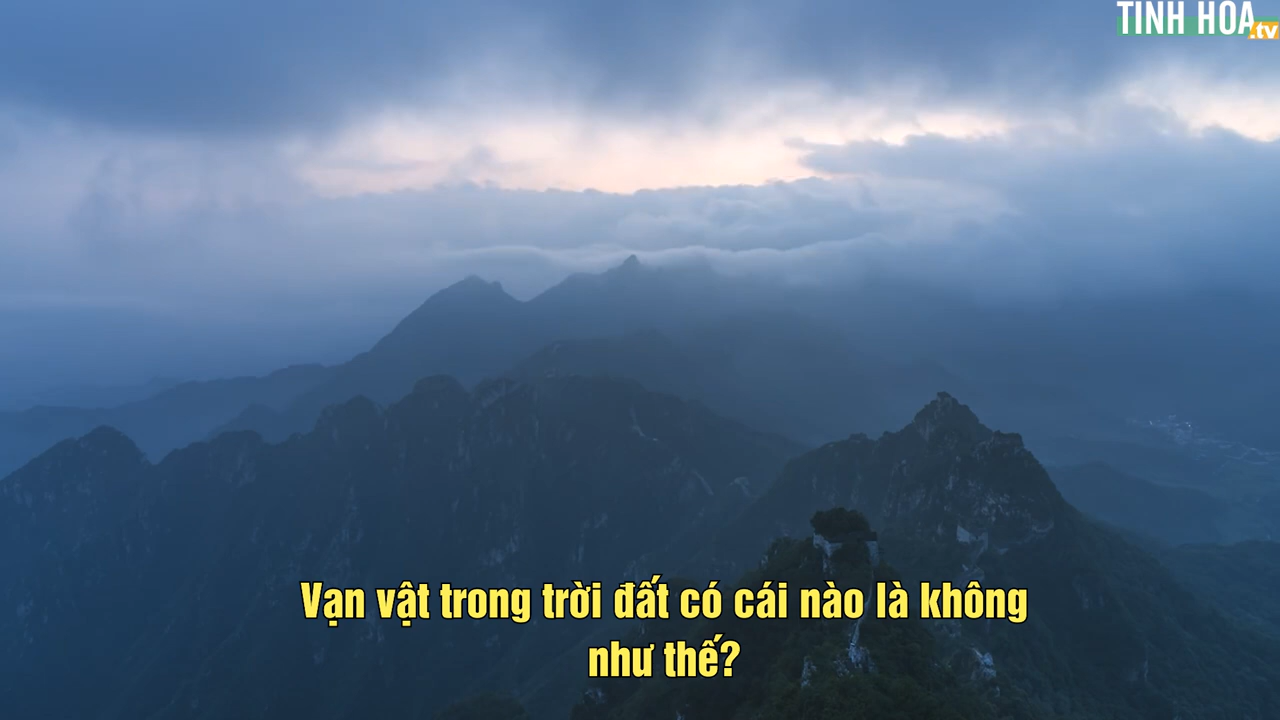 TINH HOA
.tv
Vạn vật trong trời đất có cái nào là không
như thế?